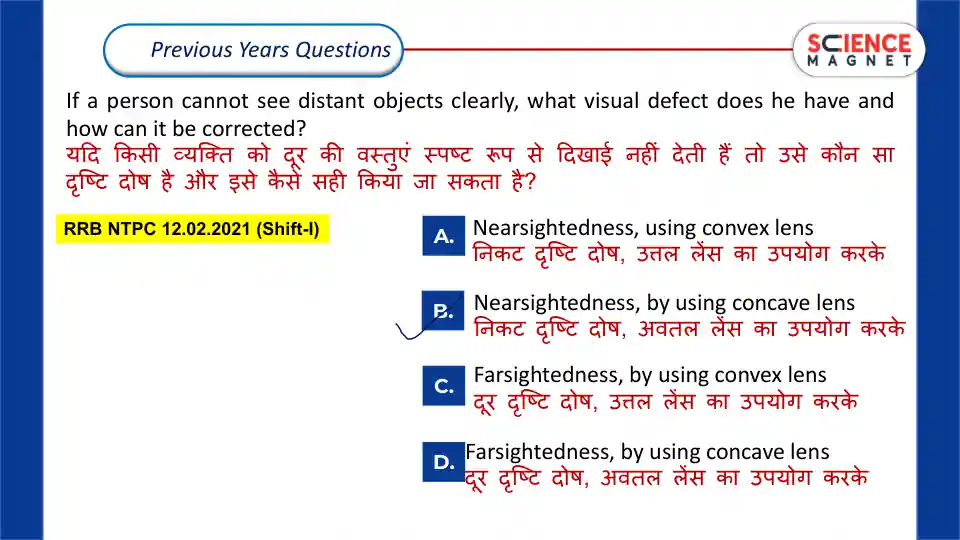 Previous Years Questions
SCIENCE
MAGNET
If a person cannot see distant objects clearly, what visual defect does he have and
how can it be corrected?
यदि किसी व्यक्ति को दूर की वस्तुएं स्पष्ट रूप से दिखाई नहीं देती हैं तो उसे कौन सा
दृष्टि दोष है और इसे कैसे सही किया जा सकता है?
RRB NTPC 12.02.2021 (Shift-I)
A.
Nearsightedness, using convex lens
निकट दृष्टि दोष, उत्तल लेंस का उपयोग करके
B.
Nearsightedness, by using concave lens
निकट दृष्टि दोष, अवतल लेंस का उपयोग करके
C.
Farsightedness, by using convex lens
दूर दृष्टि दोष, उत्तल लेंस का उपयोग करके
D.
Farsightedness, by using concave lens
दूर दृष्टि दोष, अवतल लेंस का उपयोग करके